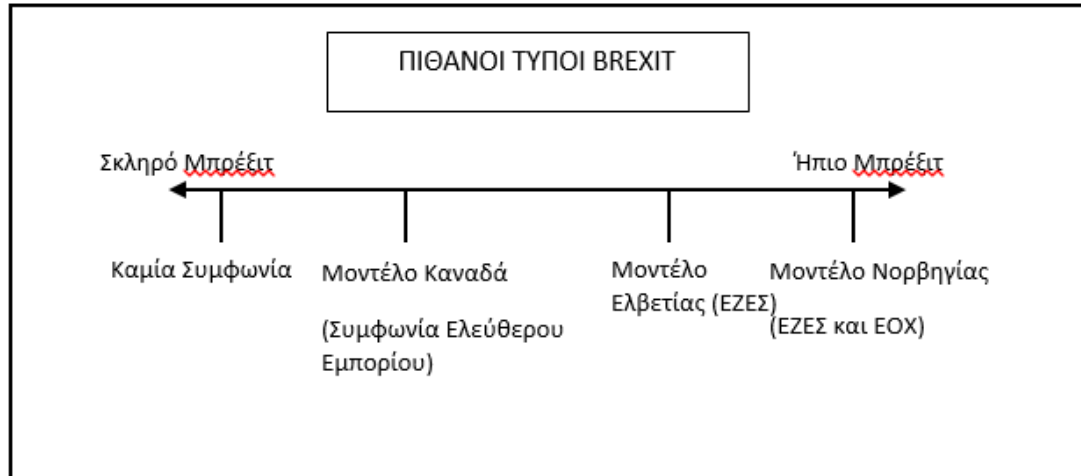 ΠΙΘΑΝΟΙ ΤΥΠΟΙ BREXIT
Σκληρό Μπρέξιτ
Ήπιο Μπρέξιτ
Καμία Συμφωνία
Μοντέλο Καναδά
(Συμφωνία Ελεύθερου
Εμπορίου)
Μοντέλο
Ελβετίας (ΕΖΕΣ)
Μοντέλο Νορβηγίας
(ΕΖΕΣ και ΕΟΧ)